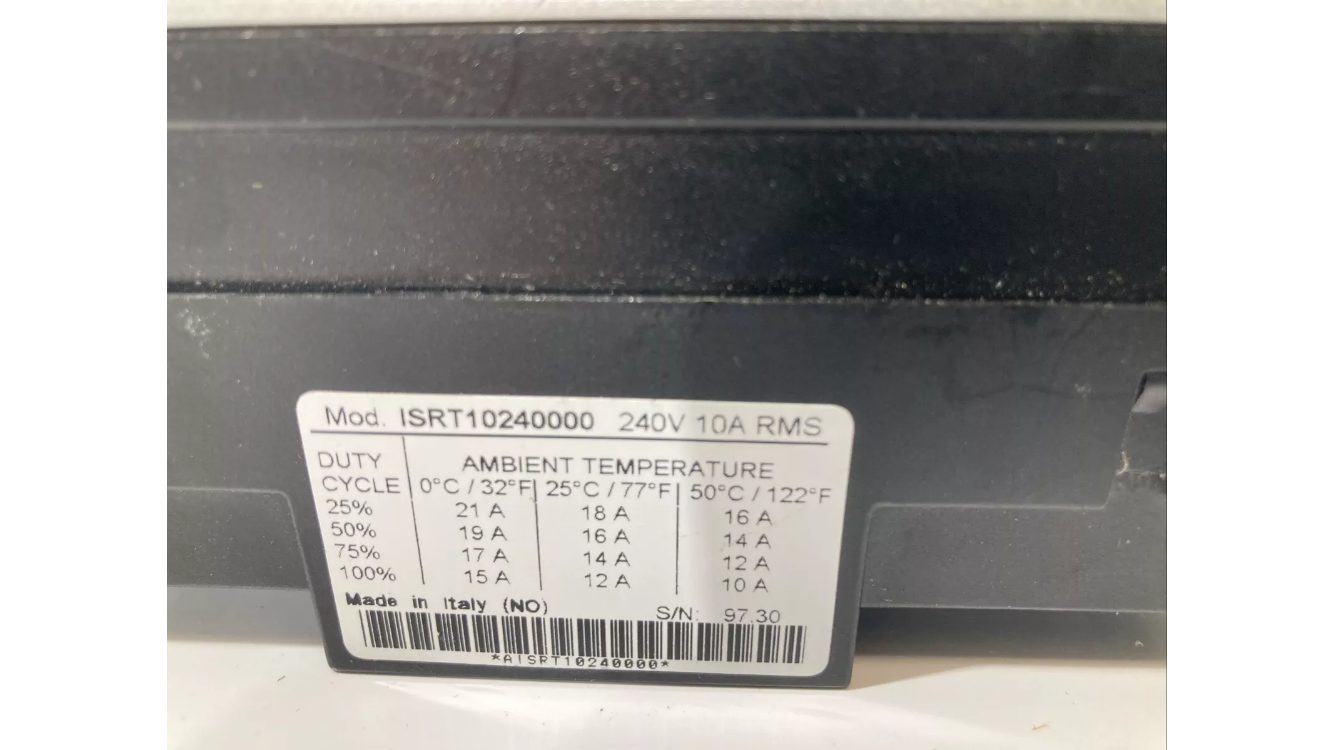 Mod. ISRT10240000 240V 10A RMS
DUTY CYCLE AMBIENT TEMPERATURE
0°C / 32°F 25°C / 77°F 50°C / 122°F
25% 21 A 18 A 16 A
50% 19 A 16 A 14 A
75% 17 A 14 A 12 A
100% 15 A 12 A 10 A
Made in Italy (NO)
S/N: 97.30
*AISRT10240000*